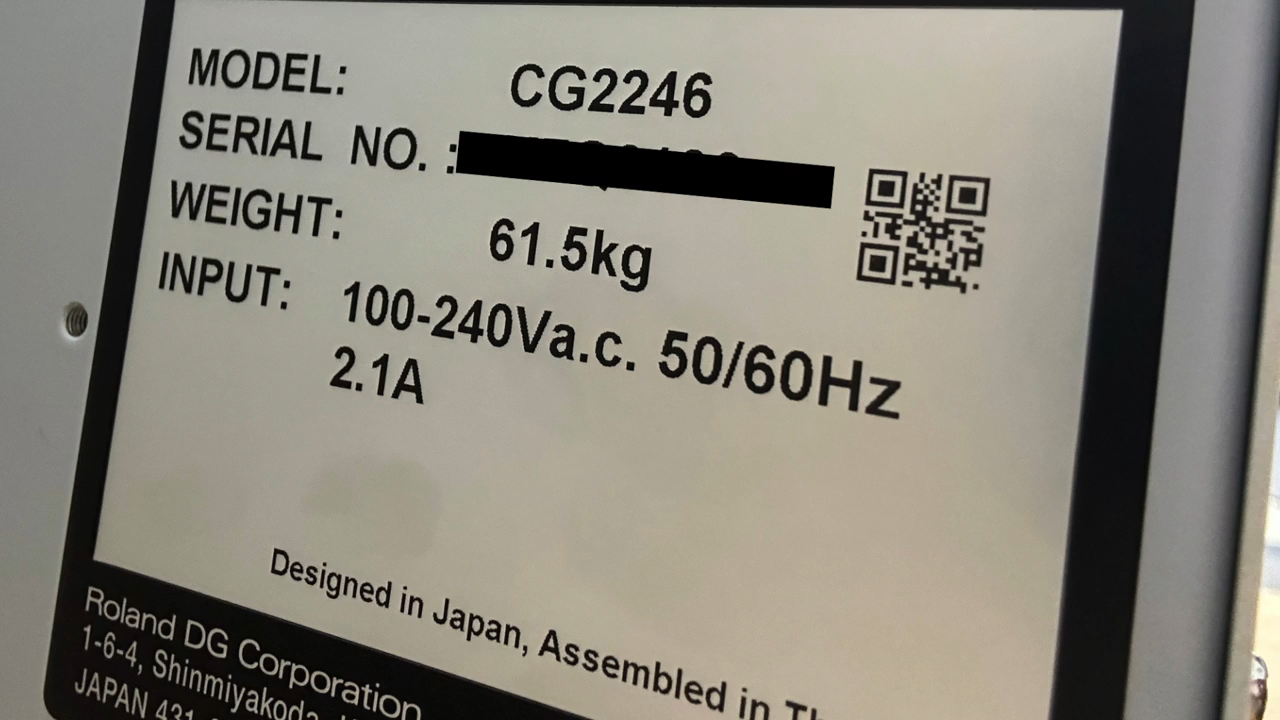 MODEL: CG2246
SERIAL NO. :
WEIGHT: 61.5kg
INPUT: 100-240Va.c. 50/60Hz
2.1A
Designed in Japan, Assembled in
Roland DG Corporation
1-6-4, Shinmiyakoda,
JAPAN 431